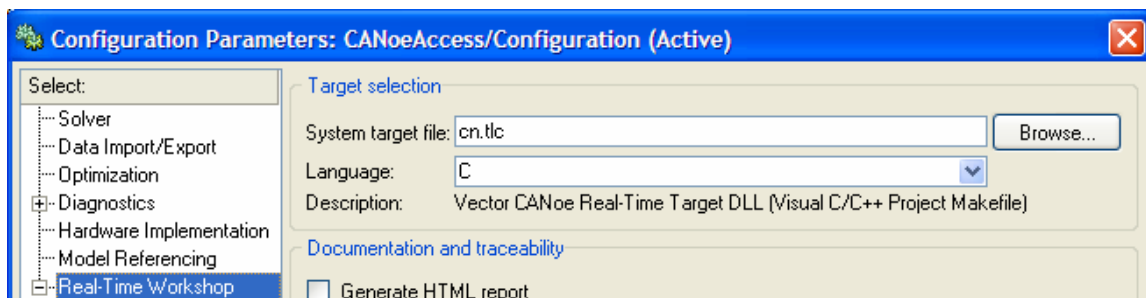 Configuration Parameters: CANoeAccess/Configuration (Active)
Select:
Solver
Data Import/Export
Optimization
Diagnostics
Hardware Implementation
Model Referencing
Real-Time Workshop
Target selection
System target file: cn.tlc Browse...
Language: C
Description: Vector CANoe Real-Time Target DLL (Visual C/C++ Project Makefile)
Documentation and traceability
Generate HTML report